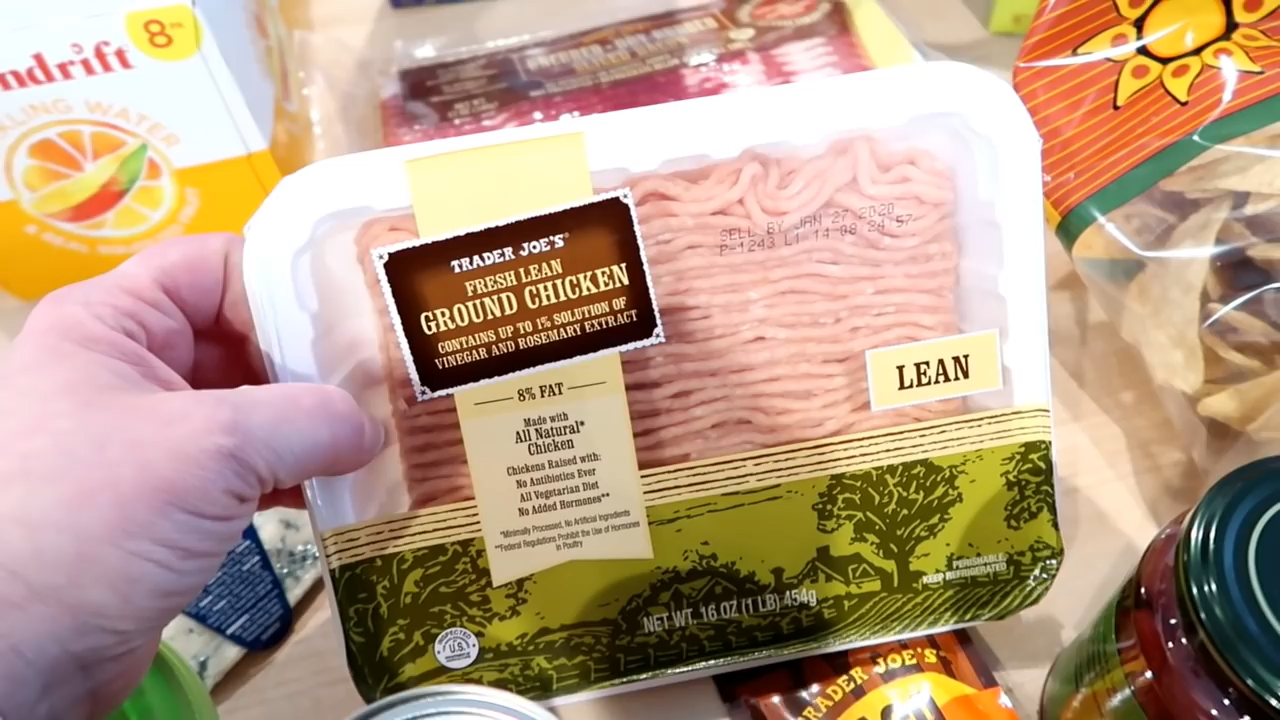 ndrift
8
KLING WATER
SELL BY JAN 27 2020
P-1243 L1 14 08 24 57
TRADER JOE'S®
FRESH LEAN
GROUND CHICKEN
CONTAINS UP TO 1% SOLUTION OF
VINEGAR AND ROSEMARY EXTRACT
LEAN
8% FAT
Made with
All Natural*
Chicken
Chickens Raised with:
No Antibiotics Ever
All Vegetarian Diet
No Added Hormones**
*Minimally Processed, No Artificial Ingredients
**Federal Regulations Prohibit the Use of Hormones
in Poultry
PERISHABLE,
KEEP REFRIGERATED
NET WT. 16 OZ (1 LB) 454g
INSPECTED
U.S.
TRADER JOE'S